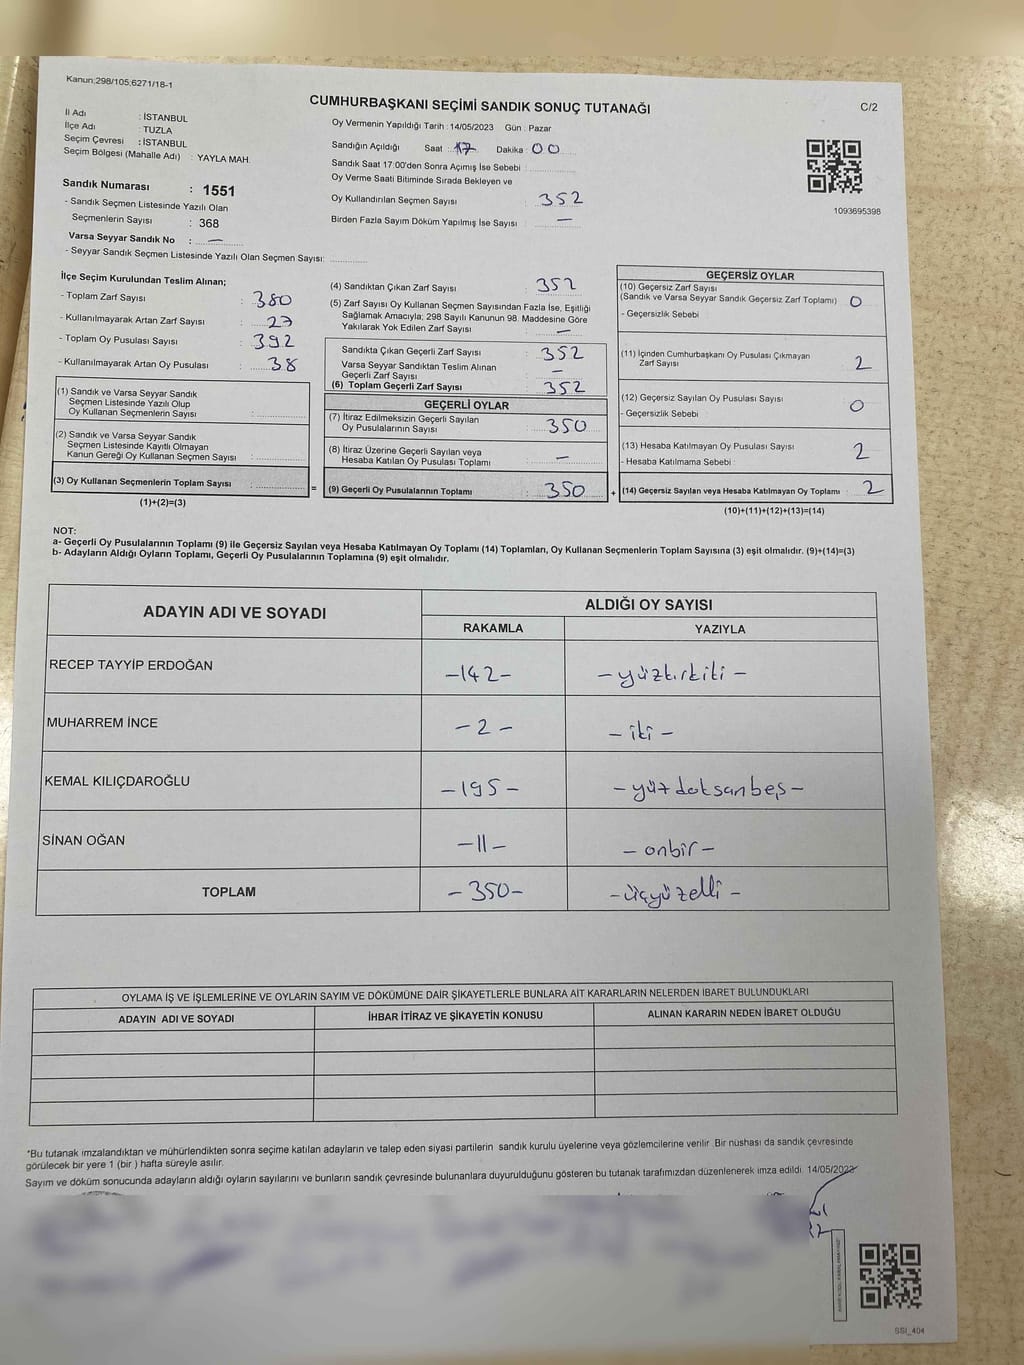 Kanun:298/105;6271/18-1
C/2
CUMHURBAŞKANI SEÇİMİ SANDIK SONUÇ TUTANAĞI
İl Adı : İSTANBUL
İlçe Adı : TUZLA
Seçim Çevresi : İSTANBUL
Seçim Bölgesi (Mahalle Adı) : YAYLA MAH.
Sandık Numarası : 1551
- Sandık Seçmen Listesinde Yazılı Olan
Seçmenlerin Sayısı : 368
Varsa Seyyar Sandık No : —
- Seyyar Sandık Seçmen Listesinde Yazılı Olan Seçmen Sayısı:
Oy Vermenin Yapıldığı Tarih : 14/05/2023 Gün : Pazar
Sandığın Açıldığı Saat : 17 Dakika : 00
Sandık Saat 17:00'den Sonra Açımış İse Sebebi :
Oy Verme Saati Bitiminde Sırada Bekleyen ve
Oy Kullandırılan Seçmen Sayısı : 352
Birden Fazla Sayım Döküm Yapılmış İse Sayısı : —
1093695398
İlçe Seçim Kurulundan Teslim Alınan;
- Toplam Zarf Sayısı : 380
- Kullanılmayarak Artan Zarf Sayısı : 27
- Toplam Oy Pusulası Sayısı : 392
- Kullanılmayarak Artan Oy Pusulası : 38
(1) Sandık ve Varsa Seyyar Sandık
Seçmen Listesinde Yazılı Olup
Oy Kullanan Seçmenlerin Sayısı :
(2) Sandık ve Varsa Seyyar Sandık
Seçmen Listesinde Kayıtlı Olmayan
Kanun Gereği Oy Kullanan Seçmen Sayısı :
(3) Oy Kullanan Seçmenlerin Toplam Sayısı :
(1)+(2)=(3)
(4) Sandıktan Çıkan Zarf Sayısı : 352
(5) Zarf Sayısı Oy Kullanan Seçmen Sayısından Fazla İse, Eşitliği
Sağlamak Amacıyla; 298 Sayılı Kanunun 98. Maddesine Göre
Yakılarak Yok Edilen Zarf Sayısı : —
Sandıkta Çıkan Geçerli Zarf Sayısı : 352
Varsa Seyyar Sandıktan Teslim Alınan
Geçerli Zarf Sayısı : —
(6) Toplam Geçerli Zarf Sayısı : 352
GEÇERLİ OYLAR
(7) İtiraz Edilmeksizin Geçerli Sayılan
Oy Pusulalarının Sayısı : 350
(8) İtiraz Üzerine Geçerli Sayılan veya
Hesaba Katılan Oy Pusulası Toplamı : —
= (9) Geçerli Oy Pusulalarının Toplamı : 350
GEÇERSİZ OYLAR
(10) Geçersiz Zarf Sayısı
(Sandık ve Varsa Seyyar Sandık Geçersiz Zarf Toplamı) : 0
- Geçersizlik Sebebi
(11) İçinden Cumhurbaşkanı Oy Pusulası Çıkmayan
Zarf Sayısı : 2
(12) Geçersiz Sayılan Oy Pusulası Sayısı : 0
- Geçersizlik Sebebi
(13) Hesaba Katılmayan Oy Pusulası Sayısı : 2
- Hesaba Katılmama Sebebi :
+ (14) Geçersiz Sayılan veya Hesaba Katılmayan Oy Toplamı : 2
(10)+(11)+(12)+(13)=(14)
NOT:
a- Geçerli Oy Pusulalarının Toplamı (9) ile Geçersiz Sayılan veya Hesaba Katılmayan Oy Toplamı (14) Toplamları, Oy Kullanan Seçmenlerin Toplam Sayısına (3) eşit olmalıdır. (9)+(14)=(3)
b- Adayların Aldığı Oyların Toplamı, Geçerli Oy Pusulalarının Toplamına (9) eşit olmalıdır.
ADAYIN ADI VE SOYADI ALDIĞI OY SAYISI
RAKAMLA YAZIYLA
RECEP TAYYİP ERDOĞAN -142- -yüzkırkiki-
MUHARREM İNCE -2- -iki-
KEMAL KILIÇDAROĞLU -195- -yüzdoksanbeş-
SİNAN OĞAN -11- -onbir-
TOPLAM -350- -üçyüzelli-
OYLAMA İŞ VE İŞLEMLERİNE VE OYLARIN SAYIM VE DÖKÜMÜNE DAİR ŞİKAYETLERLE BUNLARA AİT KARARLARIN NELERDEN İBARET BULUNDUKLARI
ADAYIN ADI VE SOYADI İHBAR İTİRAZ VE ŞİKAYETİN KONUSU ALINAN KARARIN NEDEN İBARET OLDUĞU
*Bu tutanak imzalandıktan ve mühürlendikten sonra seçime katılan adayların ve talep eden siyasi partilerin sandık kurulu üyelerine veya gözlemcilerine verilir. Bir nüshası da sandık çevresinde
görülecek bir yere 1 (bir ) hafta süreyle asılır.
Sayım ve döküm sonucunda adayların aldığı oyların sayılarını ve bunların sandık çevresinde bulunanlara duyurulduğunu gösteren bu tutanak tarafımızdan düzenlenerek imza edildi. 14/05/2023
SSI_404